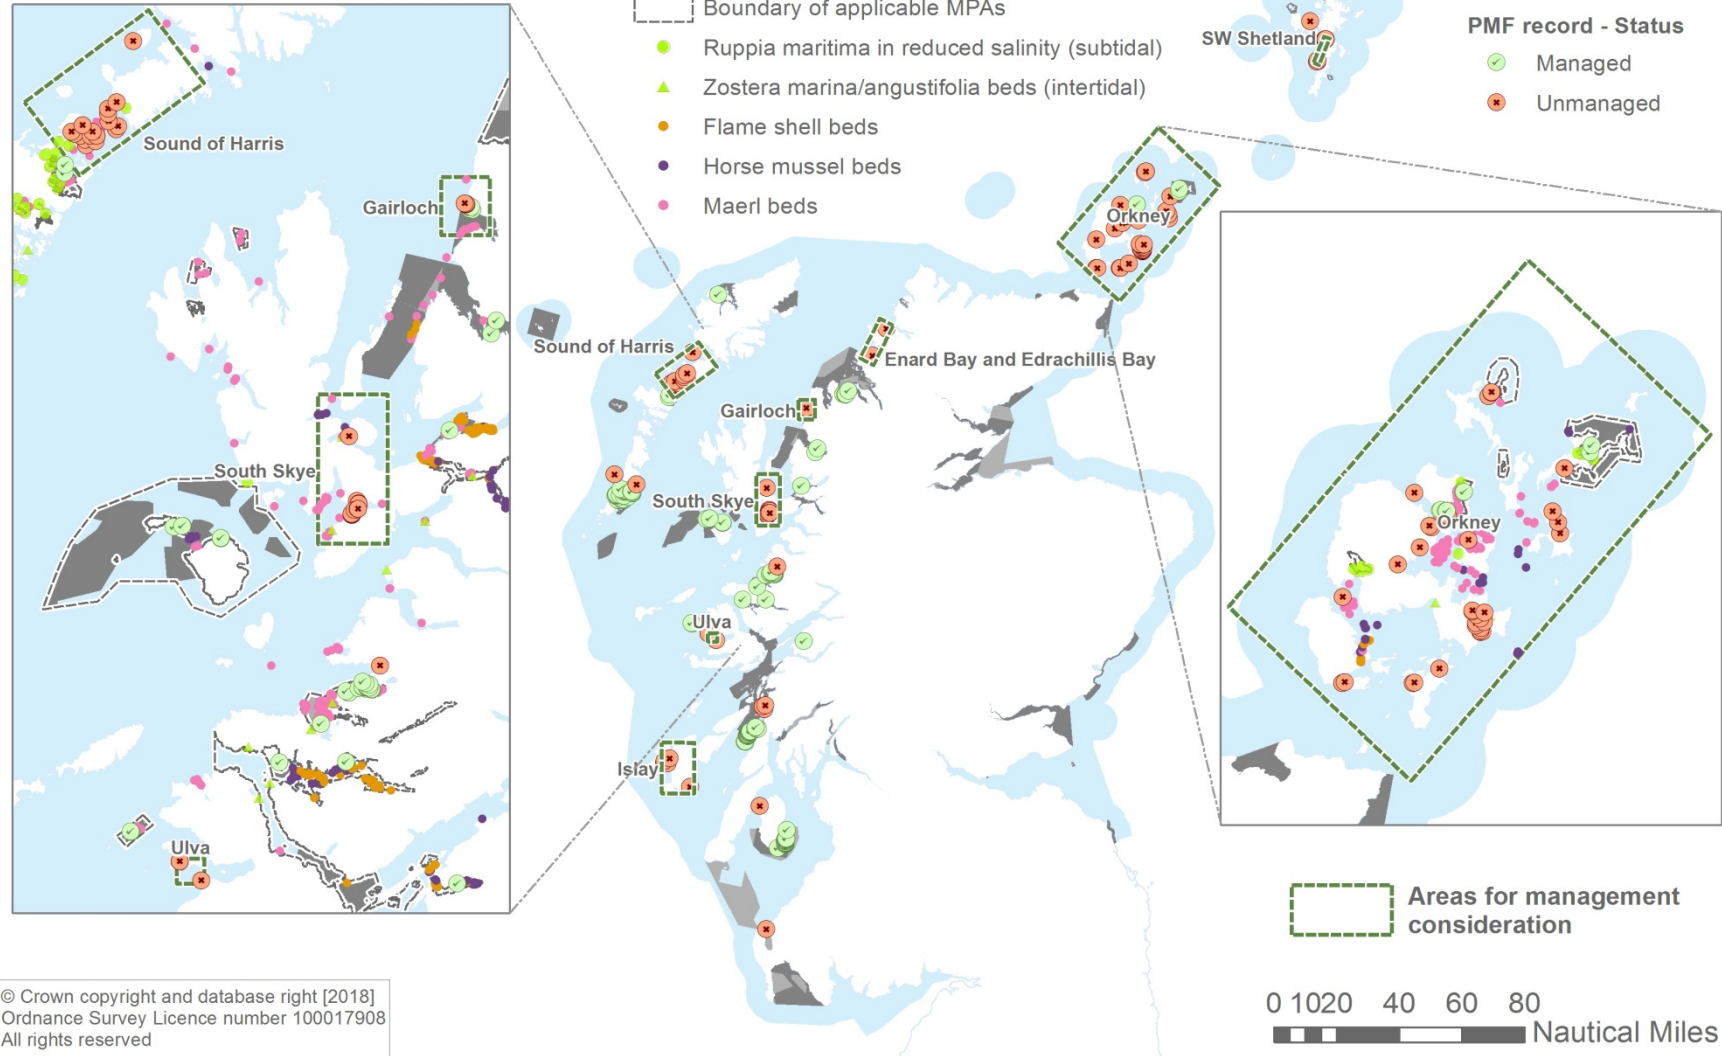 Boundary of applicable MPAs
Ruppia maritima in reduced salinity (subtidal)
Zostera marina/angustifolia beds (intertidal)
Flame shell beds
Horse mussel beds
Maerl beds
SW Shetland
PMF record - Status
Managed
Unmanaged
Sound of Harris
Gairloch
South Skye
Ulva
Orkney
Sound of Harris
Enard Bay and Edrachillis Bay
Gairloch
South Skye
Ulva
Islay
Orkney
Areas for management
consideration
0 10 20 40 60 80
Nautical Miles
© Crown copyright and database right [2018]
Ordnance Survey Licence number 100017908
All rights reserved